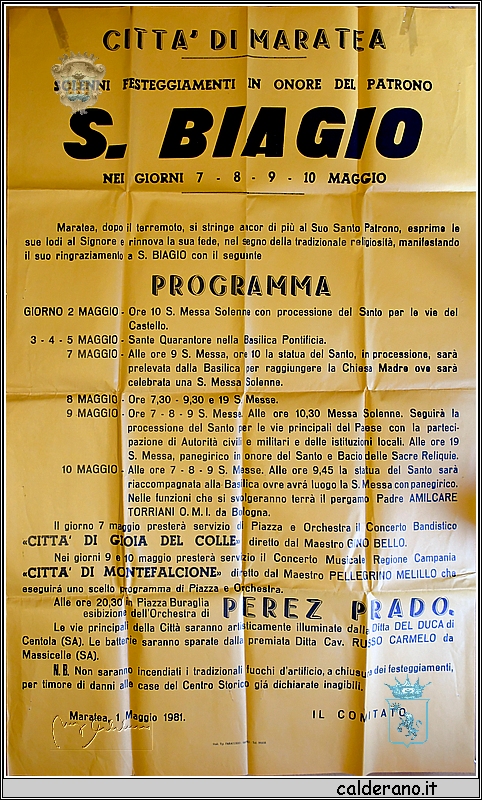 CITTA' DI MARATEA
SOLENNI FESTEGGIAMENTI IN ONORE DEL PATRONO
S. BIAGIO
NEI GIORNI 7 - 8 - 9 - 10 MAGGIO
Maratea, dopo il terremoto, si stringe ancor di più al Suo Santo Patrono, esprime le
sue lodi al Signore e rinnova la sua fede, nel segno della tradizionale religiosità, manifestando
il suo ringraziamento a S. BIAGIO con il seguente
PROGRAMMA
GIORNO 2 MAGGIO - Ore 10 S. Messa Solenne con processione del Santo per le vie del
Castello.
3 - 4 - 5 MAGGIO - Sante Quarantore nella Basilica Pontificia.
7 MAGGIO - Alle ore 9 S. Messa, ore 10 la statua del Santo, in processione, sarà
prelevata dalla Basilica per raggiungere la Chiesa Madre ove sarà
celebrata una S. Messa Solenne.
8 MAGGIO - Ore 7,30 - 9,30 e 19 S. Messe.
9 MAGGIO - Ore 7 - 8 - 9 S. Messe. Alle ore 10,30 Messa Solenne. Seguirà la
processione del Santo per le vie principali del Paese con la parteci-
pazione di Autorità civili e militari e delle istituzioni locali. Alle ore 19
S. Messa, panegirico in onore del Santo e Bacio delle Sacre Reliquie.
10 MAGGIO - Alle ore 7 - 8 - 9 S. Messe. Alle ore 9,45 la statua del Santo sarà
riaccompagnata alla Basilica ove avrà luogo la S. Messa con panegirico.
Nelle funzioni che si svolgeranno terrà il pergamo Padre AMILCARE
TORRIANI O.M.I. da Bologna.
Il giorno 7 maggio presterà servizio di Piazza e Orchestra il Concerto Bandistico
«CITTA' DI GIOIA DEL COLLE» diretto dal Maestro GINO BELLO.
Nei giorni 9 e 10 maggio presterà servizio il Concerto Musicale Regione Campania
«CITTA' DI MONTEFALCIONE» diretto dal Maestro PELLEGRINO MELILLO che
eseguirà uno scelto programma di Piazza e Orchestra.
Alle ore 20,30 in Piazza Buraglia
esibizione dell'Orchestra di PEREZ PRADO.
Le vie principali della Città saranno artisticamente illuminate dalla Ditta DEL DUCA di
Centola (SA). Le batterie saranno sparate dalla premiata Ditta Cav. RUSSO CARMELO da
Massicelle (SA).
N.B. Non saranno incendiati i tradizionali fuochi d'artificio, a chiusura dei festeggiamenti,
per timore di danni alle case del Centro Storico già dichiarate inagibili.
Maratea, 1 Maggio 1981.
IL COMITATO
calderano.it